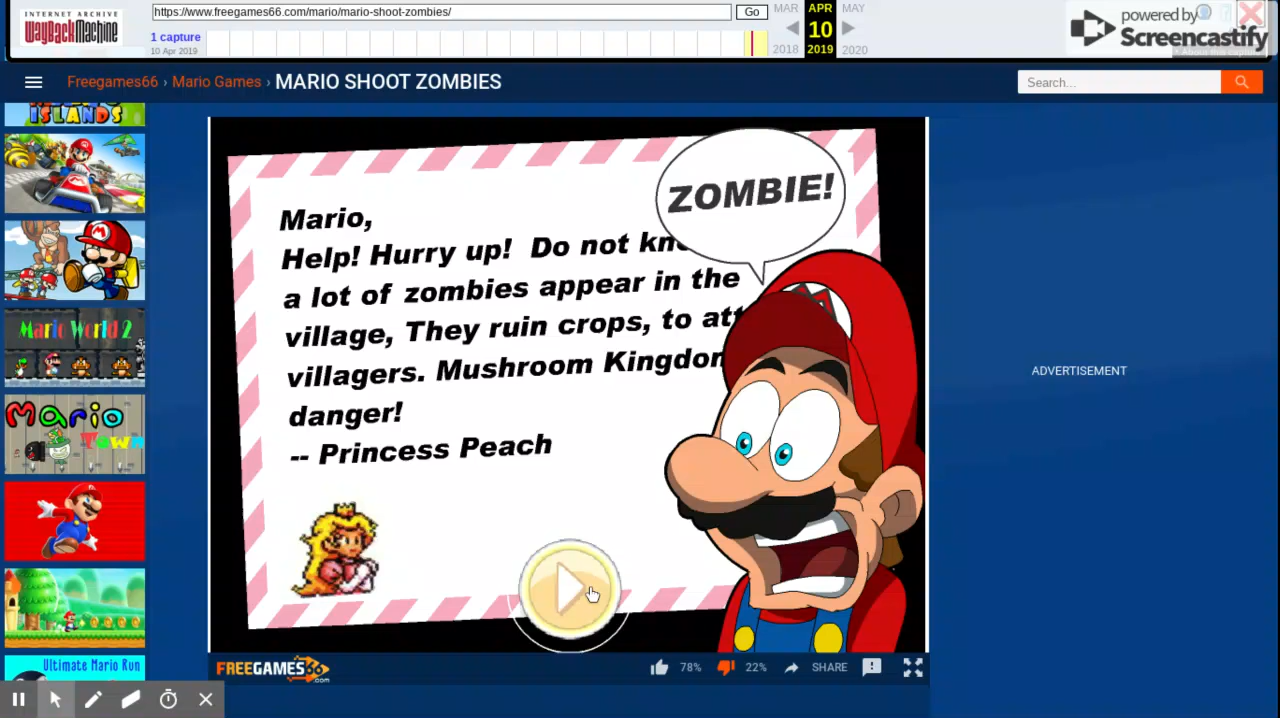 INTERNET ARCHIVE
WayBackMachine
https://www.freegames66.com/mario/mario-shoot-zombies/
Go
MAR
APR
MAY
1 capture
10 Apr 2019
10
2018
2019
2020
powered by
Screencastify
Freegames66 › Mario Games › MARIO SHOOT ZOMBIES
Search...
ISLANDS
Mario World 2
Mario
Town
Ultimate Mario Run
ZOMBIE!
Mario,
Help! Hurry up! Do not
a lot of zombies appear in the
village, They ruin crops, to
villagers. Mushroom
danger!
-- Princess Peach
ADVERTISEMENT
FREEGAMES66
.com
78%
22%
SHARE